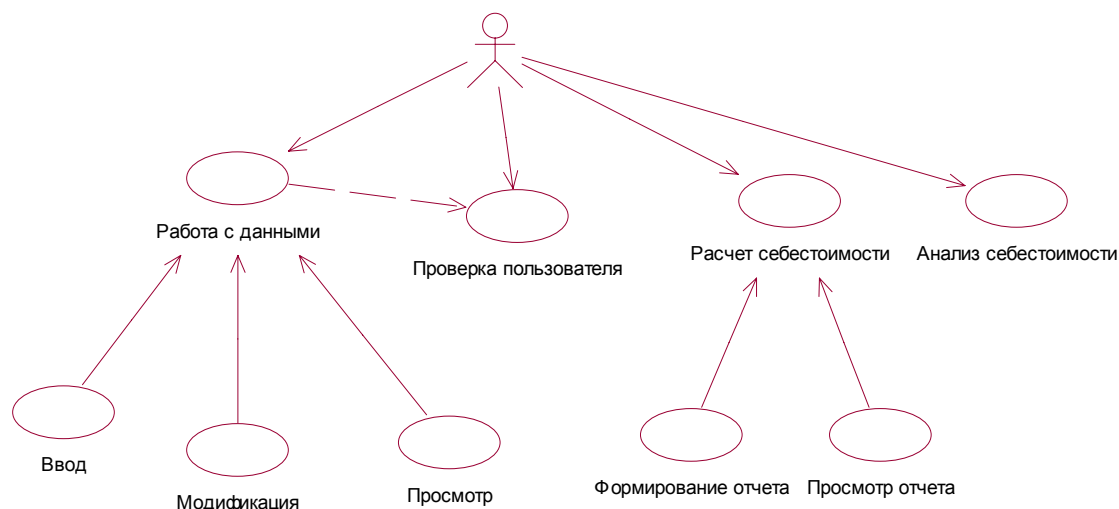 Работа с данными
Проверка пользователя
Расчет себестоимости
Анализ себестоимости
Ввод
Модификация
Просмотр
Формирование отчета
Просмотр отчета